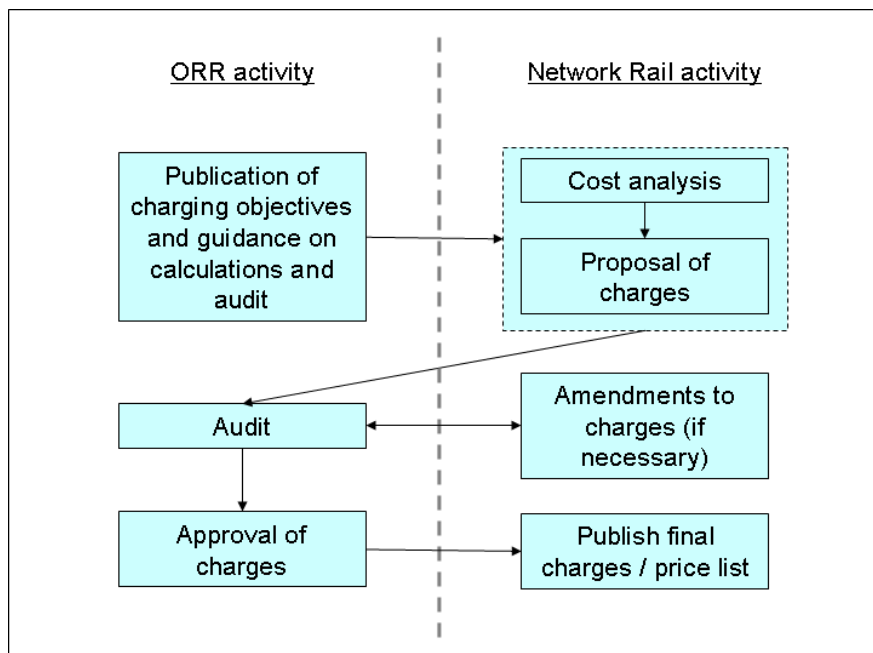 ORR activity
Network Rail activity
Publication of
charging objectives
and guidance on
calculations and
audit
Cost analysis
Proposal of
charges
Audit
Amendments to
charges (if
necessary)
Approval of
charges
Publish final
charges / price list